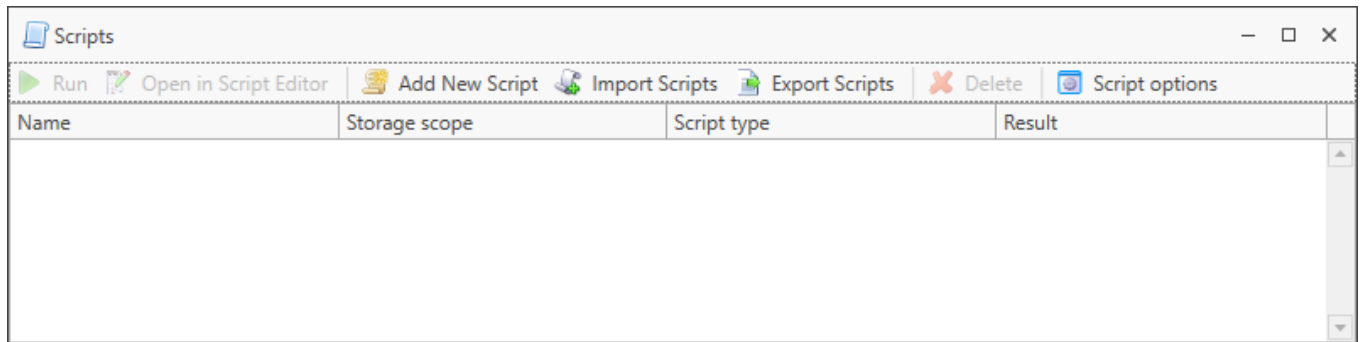 Scripts
Run Open in Script Editor Add New Script Import Scripts Export Scripts Delete Script options
Name Storage scope Script type Result